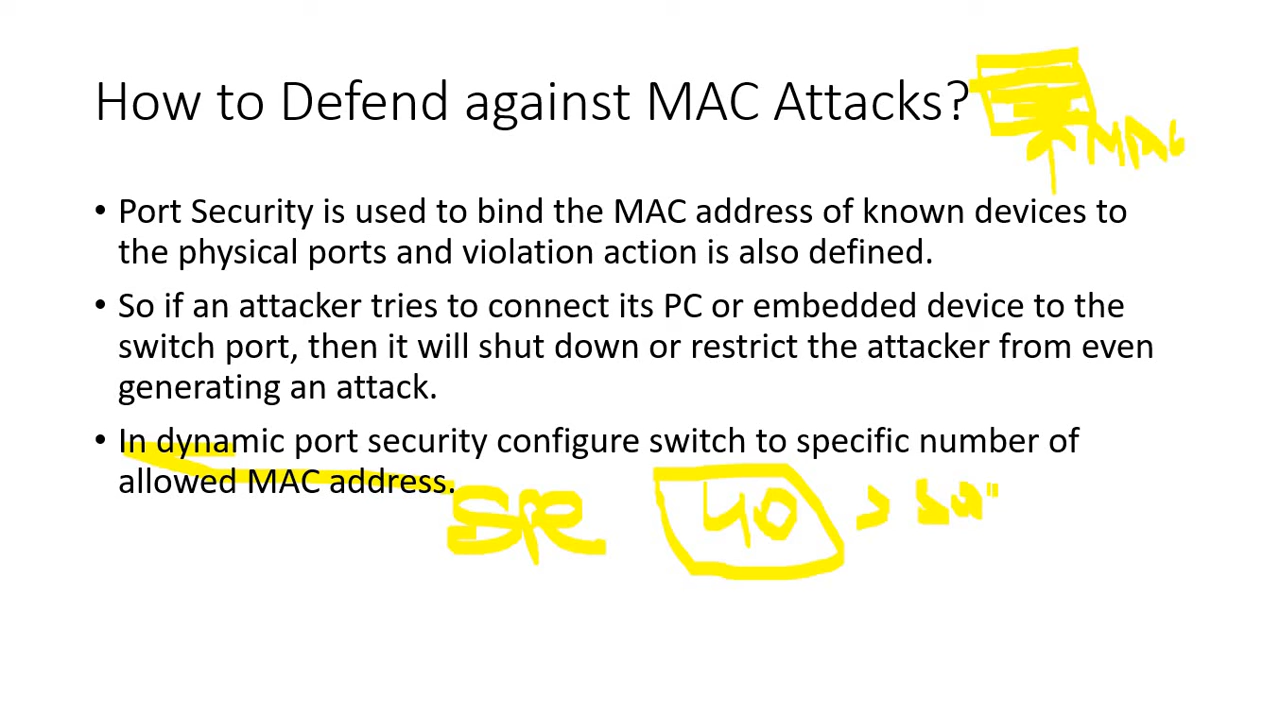 How to Defend against MAC Attacks?
MAC
• Port Security is used to bind the MAC address of known devices to
the physical ports and violation action is also defined.
• So if an attacker tries to connect its PC or embedded device to the
switch port, then it will shut down or restrict the attacker from even
generating an attack.
• In dynamic port security configure switch to specific number of
allowed MAC address.
40